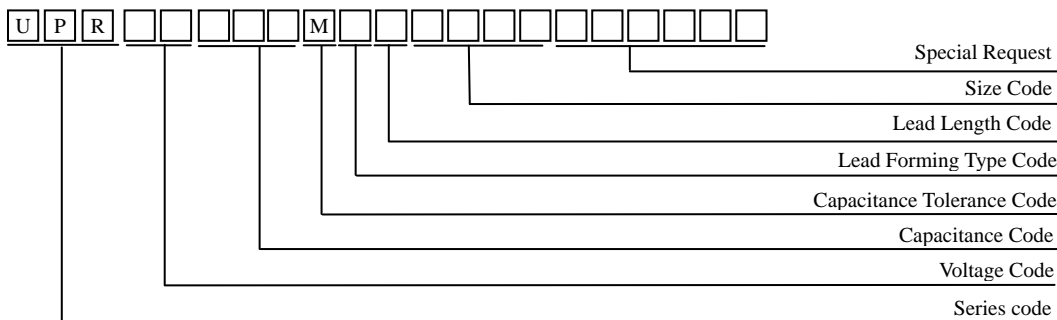 U P R M
Special Request
Size Code
Lead Length Code
Lead Forming Type Code
Capacitance Tolerance Code
Capacitance Code
Voltage Code
Series code